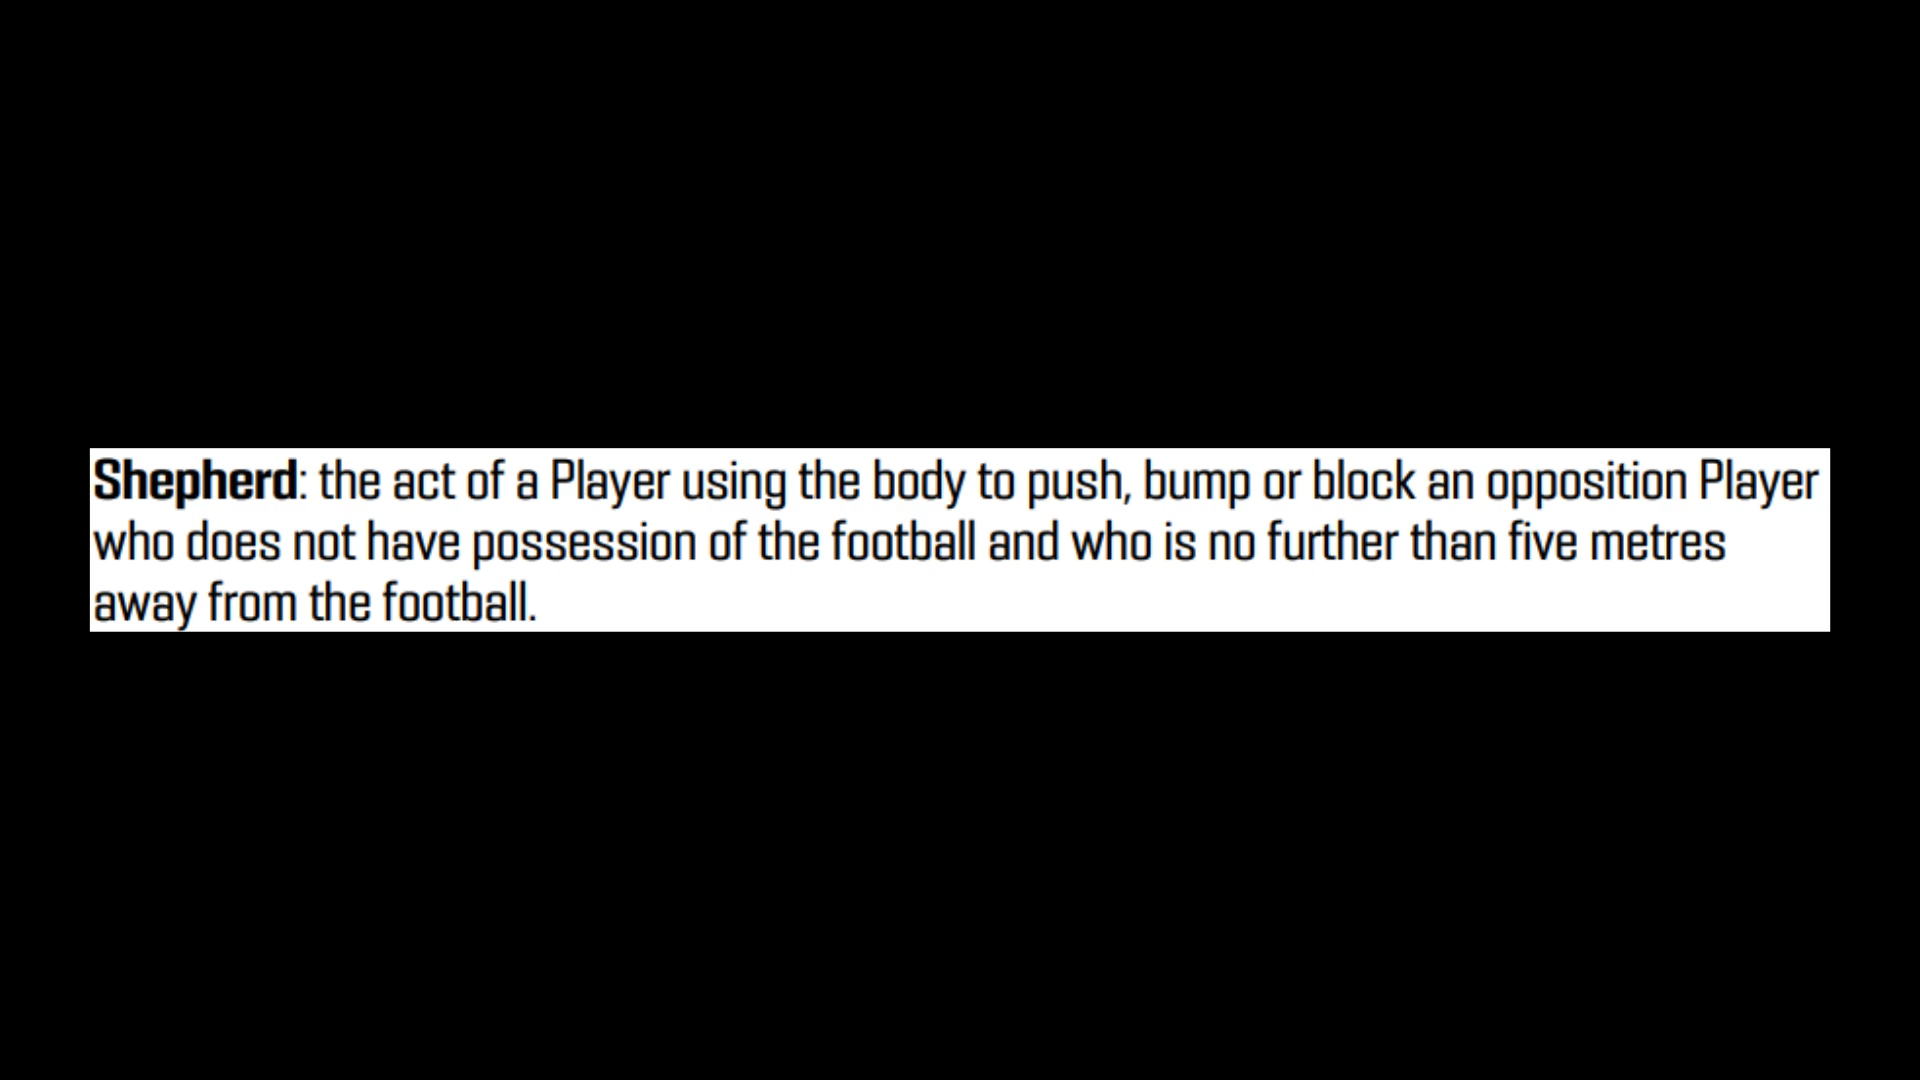 Shepherd: the act of a Player using the body to push, bump or block an opposition Player
who does not have possession of the football and who is no further than five metres
away from the football.